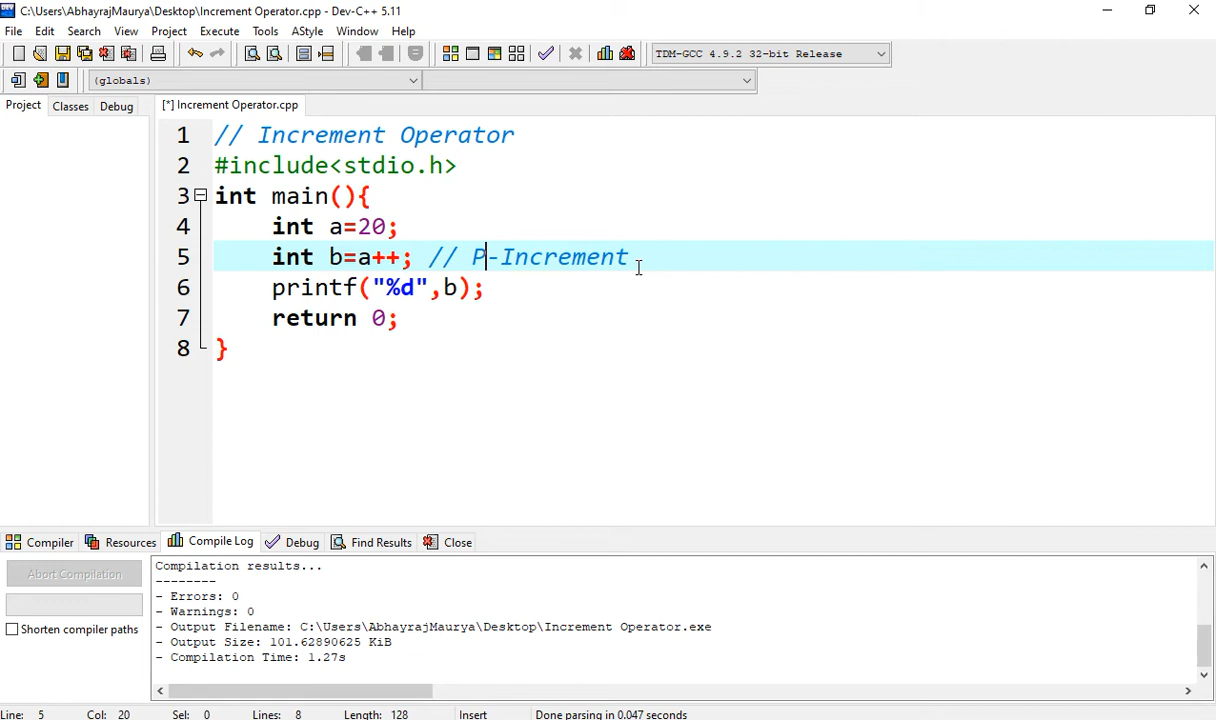 C:\Users\AbhayrajMaurya\Desktop\Increment Operator.cpp - Dev-C++ 5.11
File Edit Search View Project Execute Tools AStyle Window Help
TDM-GCC 4.9.2 32-bit Release
(globals)
Project Classes Debug [*] Increment Operator.cpp
1 // Increment Operator
2 #include<stdio.h>
3 int main(){
4 int a=20;
5 int b=a++; // P-Increment
6 printf("%d",b);
7 return 0;
8 }
Compiler Resources Compile Log Debug Find Results Close
Abort Compilation
Shorten compiler paths
Compilation results...
--------
- Errors: 0
- Warnings: 0
- Output Filename: C:\Users\AbhayrajMaurya\Desktop\Increment Operator.exe
- Output Size: 101.62890625 KiB
- Compilation Time: 1.27s
Line: 5 Col: 20 Sel: 0 Lines: 8 Length: 128 Insert Done parsing in 0.047 seconds